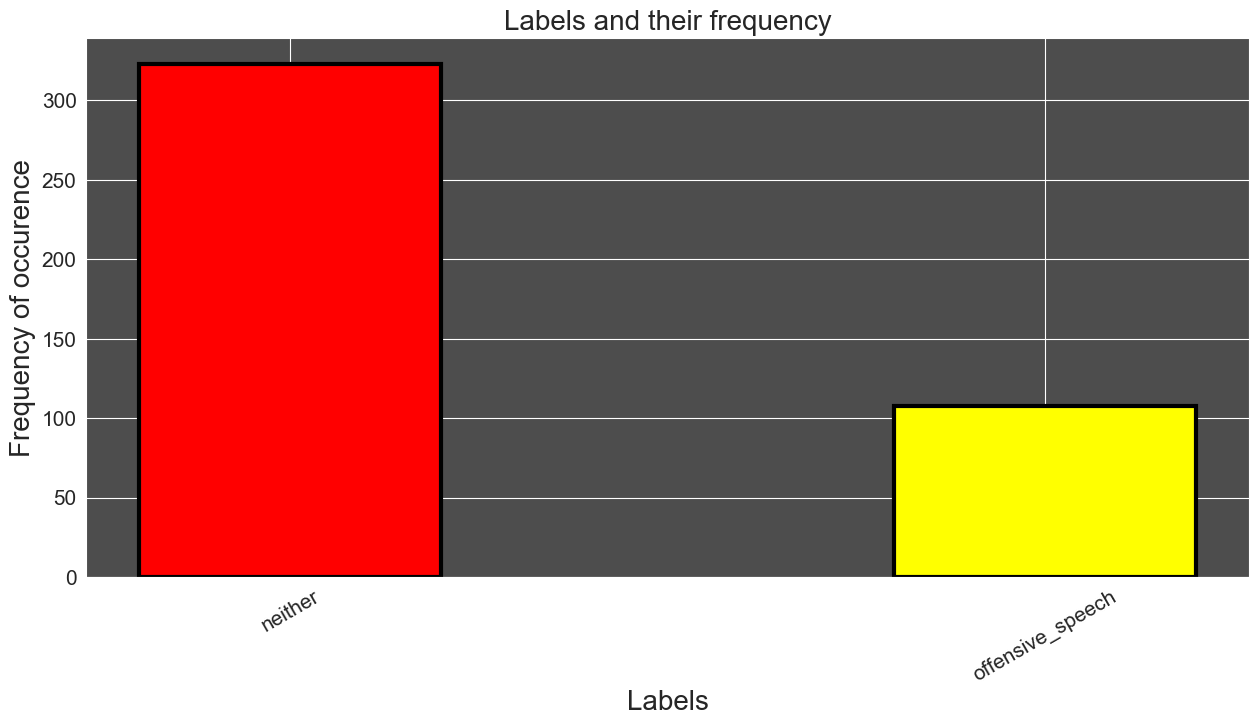 Labels and their frequency
Frequency of occurence
300
250
200
150
100
50
0
neither
offensive_speech
Labels